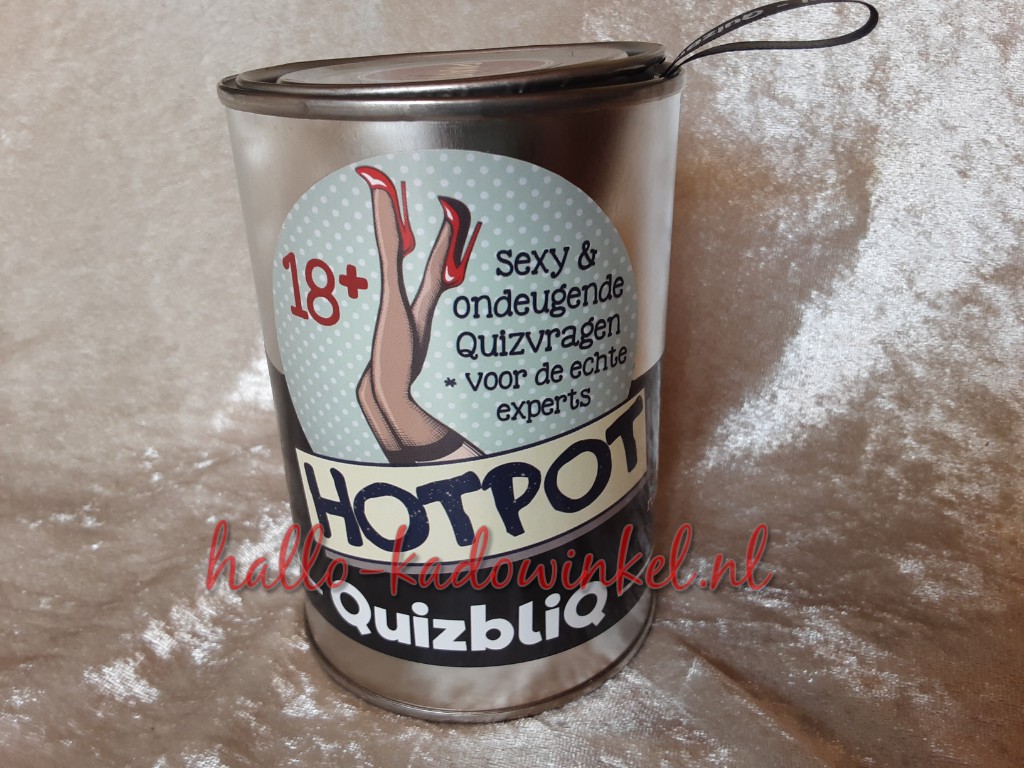 18+
Sexy &
ondeugende
Quizvragen
* voor de echte
experts
HOTPOT
hallo-kadowinkel.nl
QuizbliQ